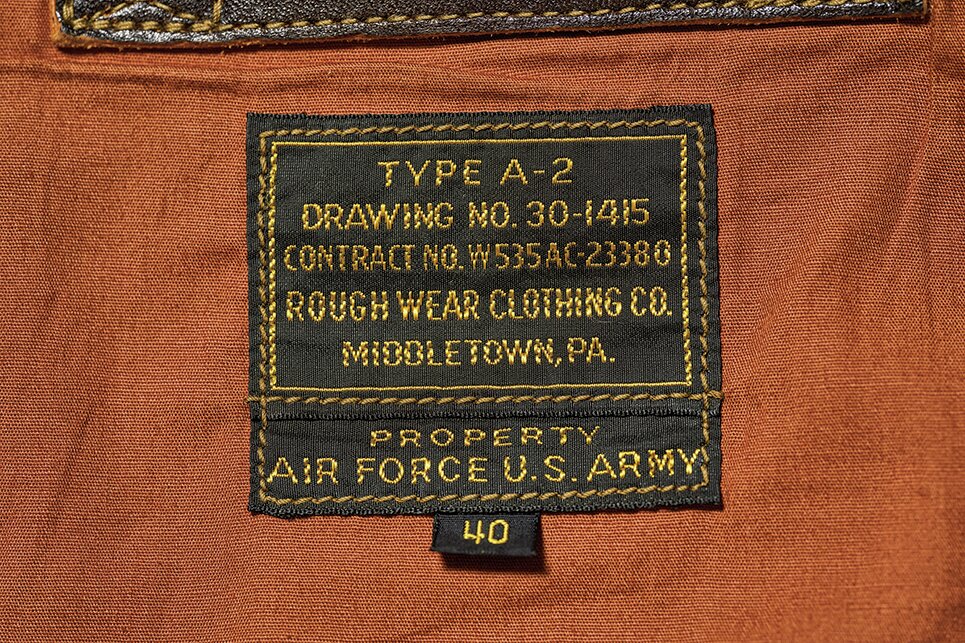 TYPE A-2
DRAWING NO. 30-1415
CONTRACT NO. W535AC-23380
ROUGH WEAR CLOTHING CO.
MIDDLETOWN, PA.
PROPERTY
AIR FORCE U.S. ARMY
40